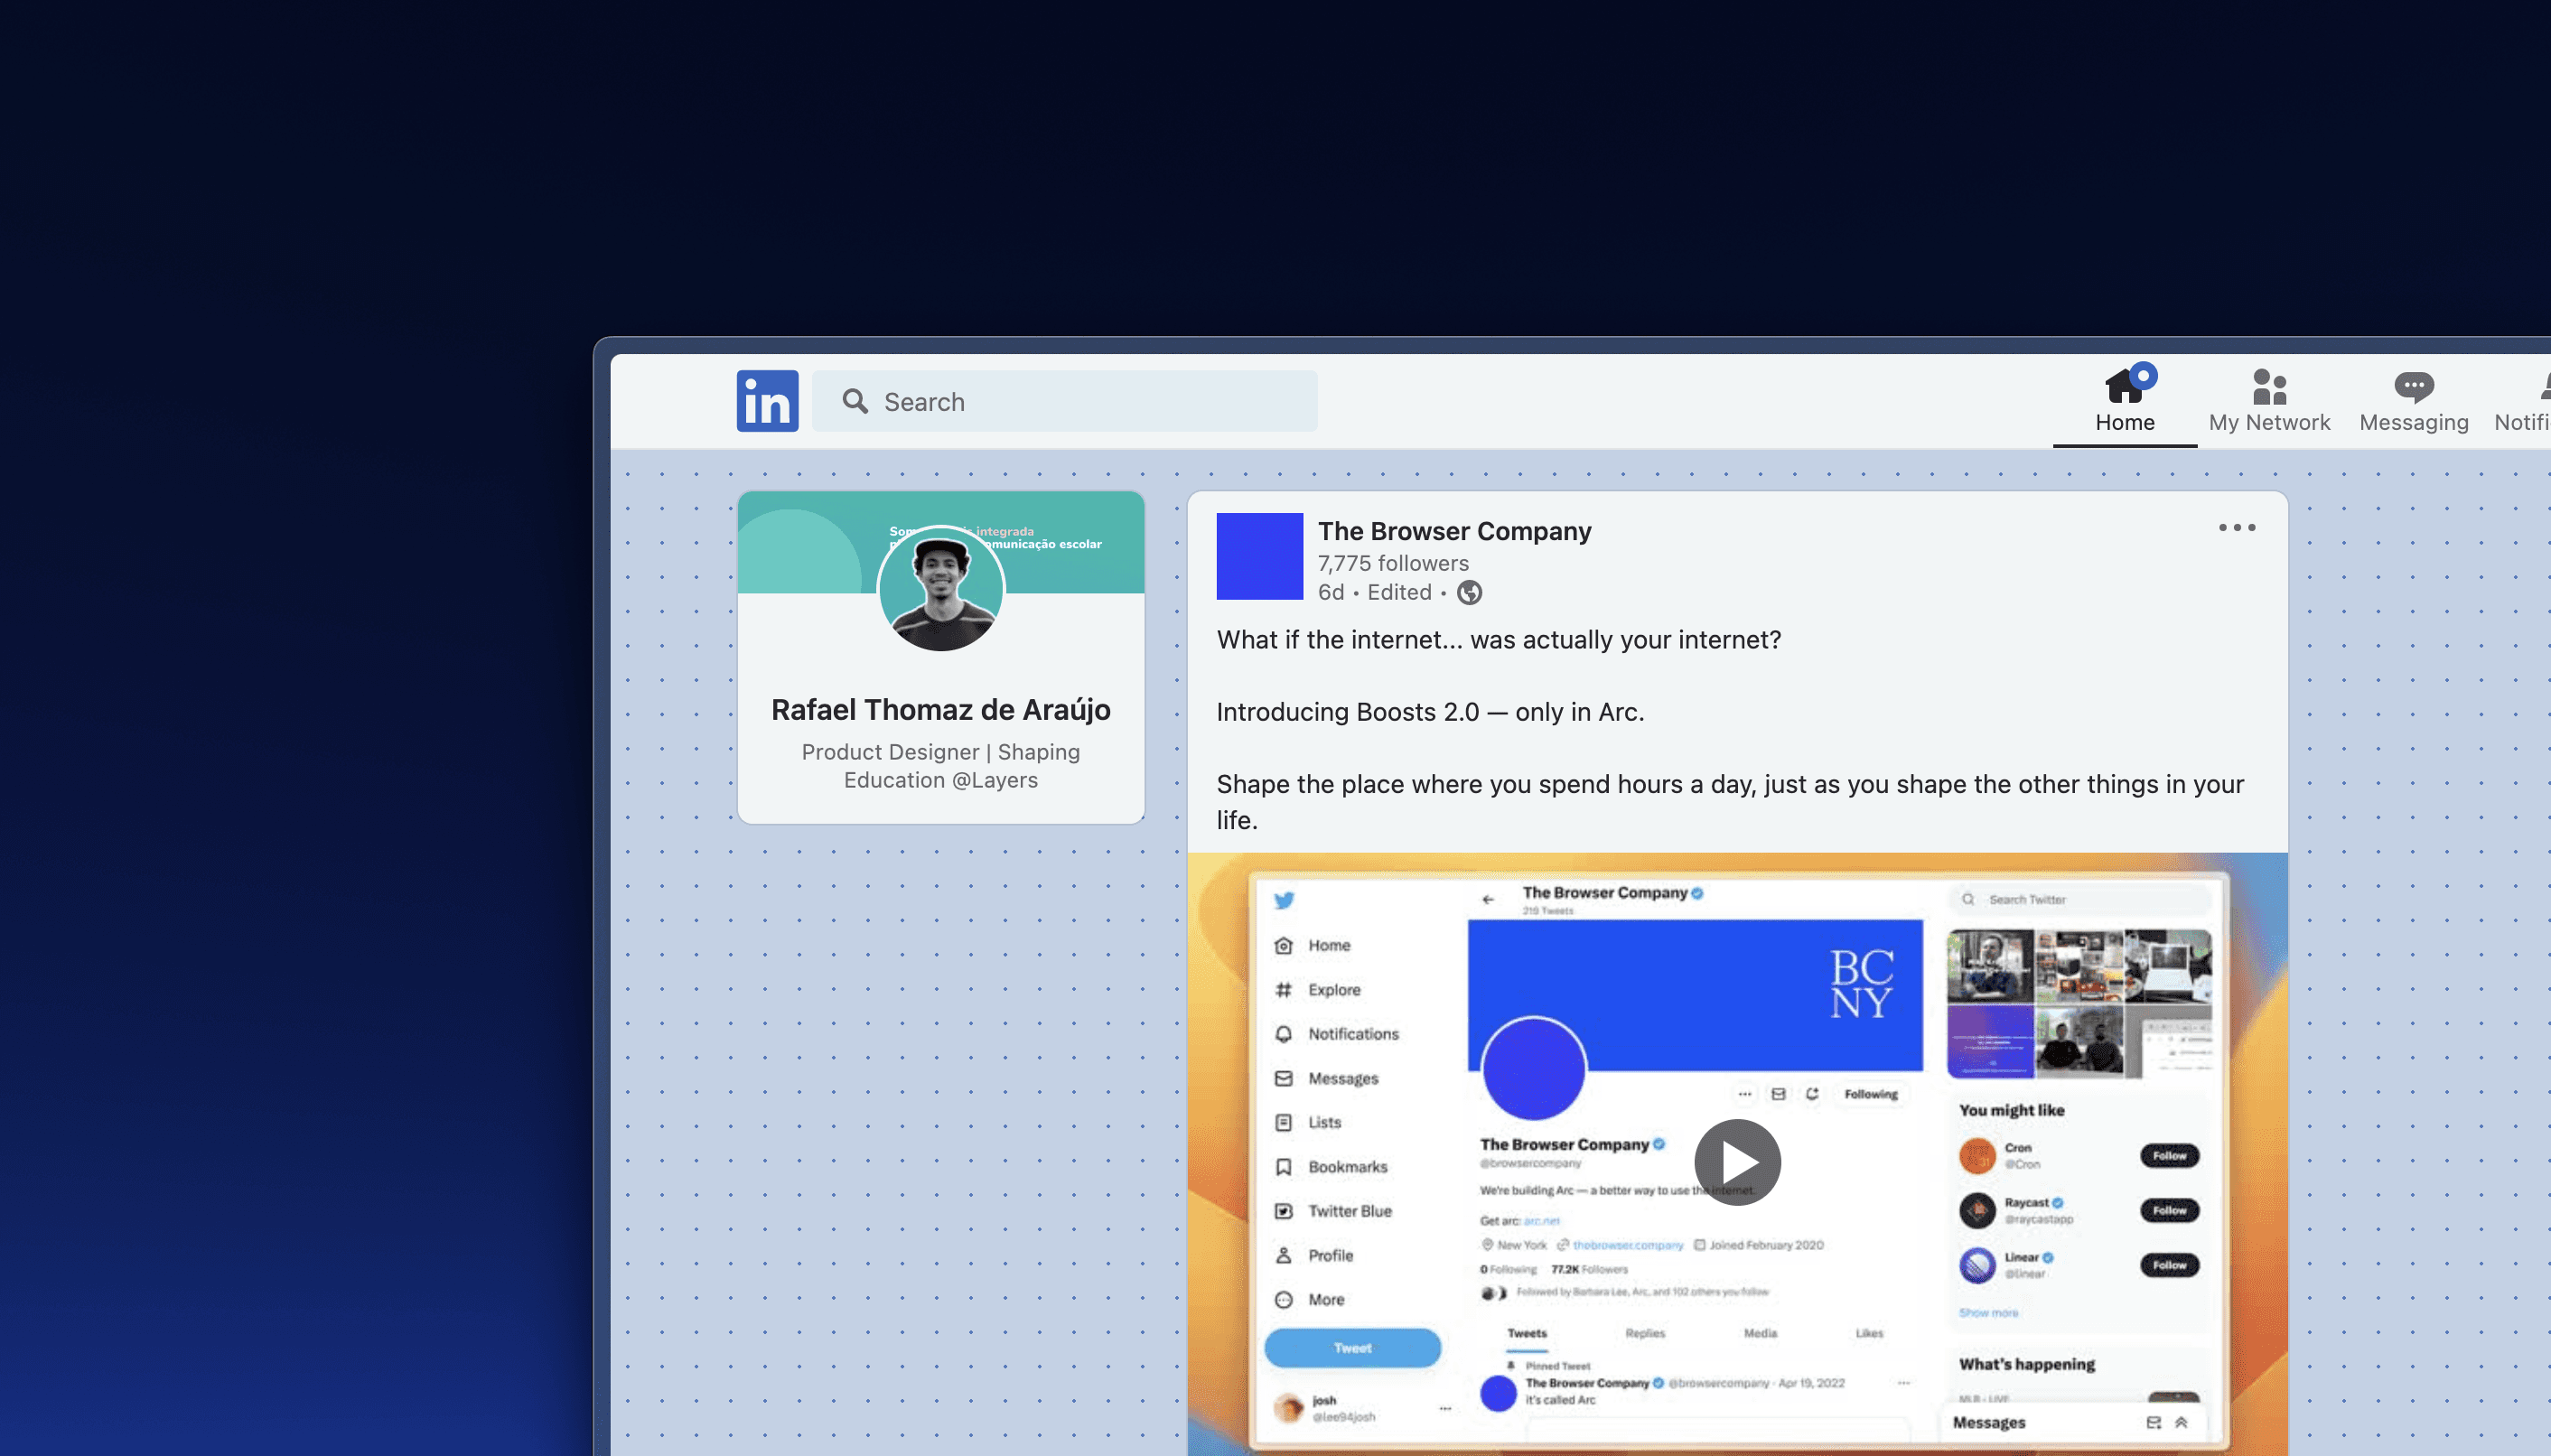 in
Search
Home
My Network
Messaging
integrada
comunicação escolar
Rafael Thomaz de Araújo
Product Designer | Shaping
Education @Layers
The Browser Company
7,775 followers
6d • Edited •
What if the internet... was actually your internet?
Introducing Boosts 2.0 — only in Arc.
Shape the place where you spend hours a day, just as you shape the other things in your
life.
Home
Explore
Notifications
Messages
Lists
Bookmarks
Twitter Blue
Profile
More
Tweet
josh
@lee94josh
The Browser Company
219 Tweets
BC
NY
Following
The Browser Company
@browsercompany
We're building Arc — a better way to use the internet.
Get arc: arc.net
New York thebrowser.company Joined February 2020
0 Following 77.2K Followers
Followed by Barbara Lee, Arc, and 102 others you follow
Tweets Replies Media Likes
Pinned Tweet
The Browser Company @browsercompany · Apr 19, 2022
it's called Arc
Search Twitter
You might like
Cron
@Cron
Follow
Raycast
@raycastapp
Follow
Linear
@linear
Follow
Show more
What's happening
MLB · LIVE
Messages